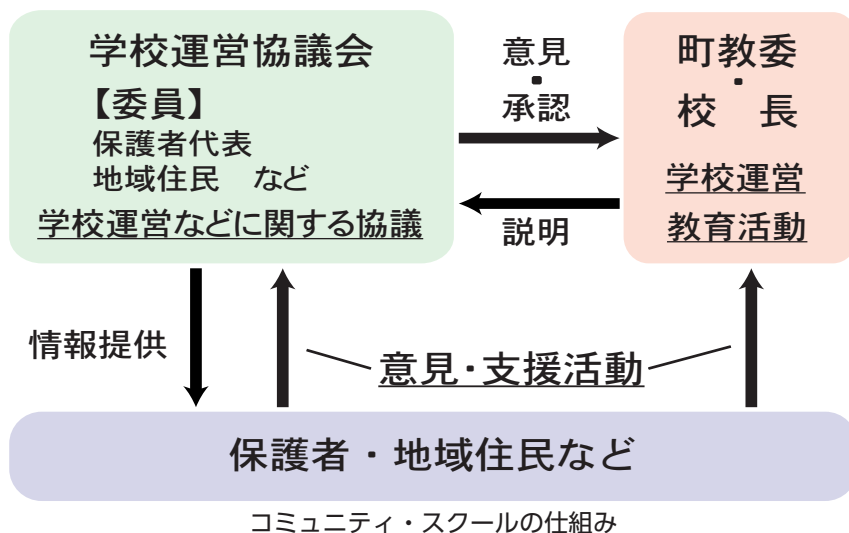 学校運営協議会
【委員】
保護者代表
地域住民　など
学校運営などに関する協議
意見
・
承認
町教委
・
校　長
学校運営
教育活動
説明
情報提供
意見・支援活動
保護者・地域住民など
コミュニティ・スクールの仕組み